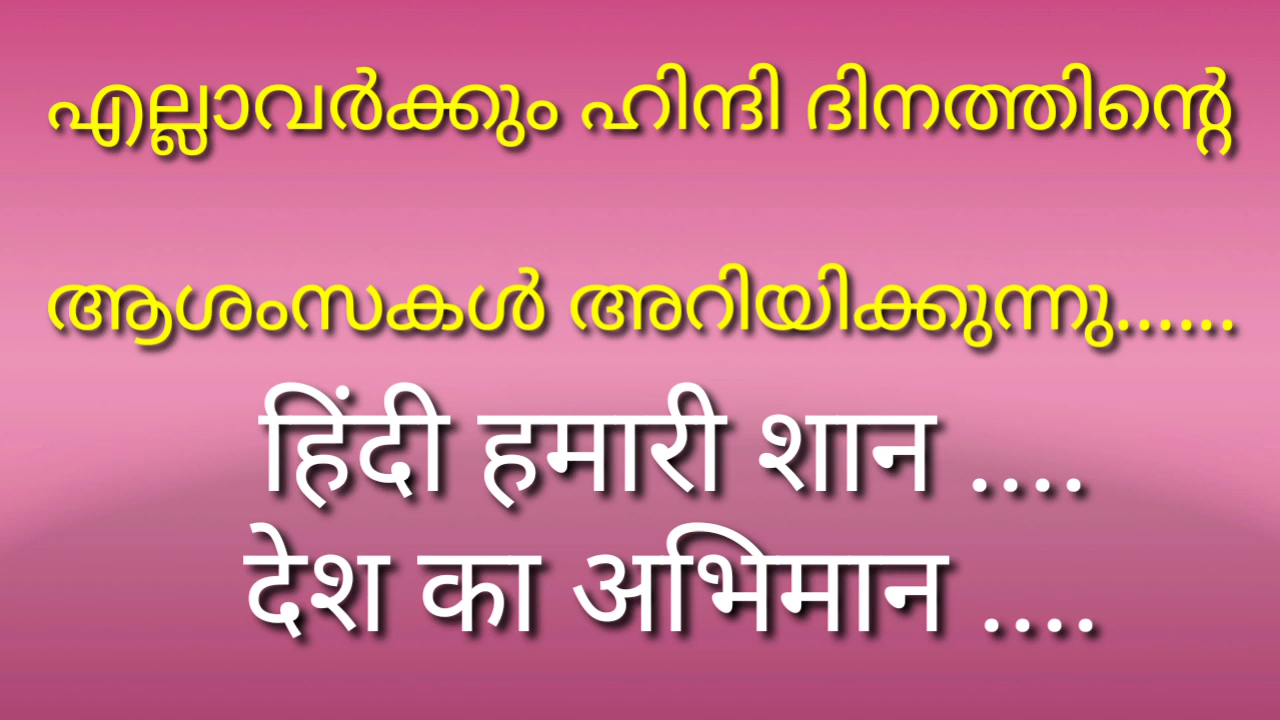 എല്ലാവർക്കും ഹിന്ദി ദിനത്തിന്റെ
ആശംസകൾ അറിയിക്കുന്നു......
हिंदी हमारी शान ....
देश का अभिमान ....